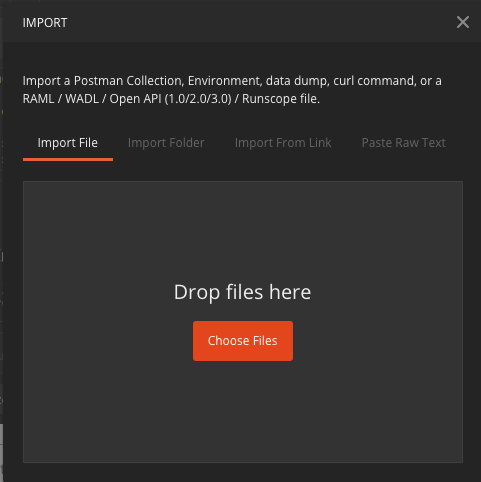 IMPORT
Import a Postman Collection, Environment, data dump, curl command, or a
RAML / WADL / Open API (1.0/2.0/3.0) / Runscope file.
Import File Import Folder Import From Link Paste Raw Text
Drop files here
Choose Files